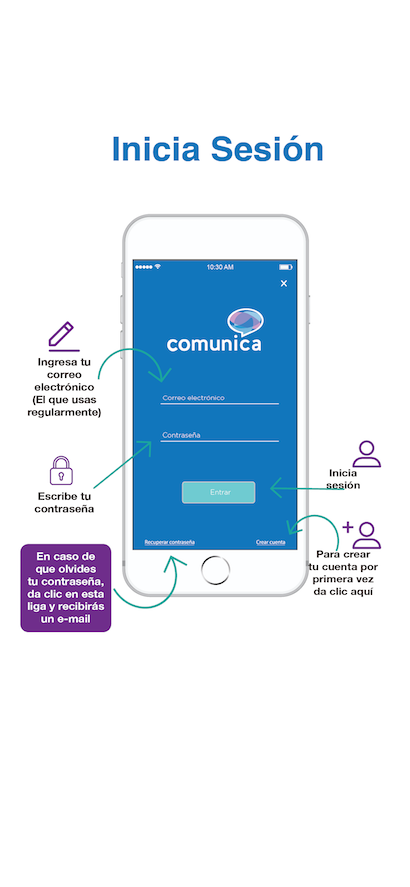 Inicia Sesión
10:30 AM
comunica
Ingresa tu
correo
electrónico
(El que usas
regularmente)
Correo electrónico
Contraseña
Escribe tu
contraseña
Entrar
Inicia
sesión
Recuperar contraseña
Crear cuenta
En caso de
que olvides
tu contraseña,
da clic en esta
liga y recibirás
un e-mail
Para crear
tu cuenta por
primera vez
da clic aquí